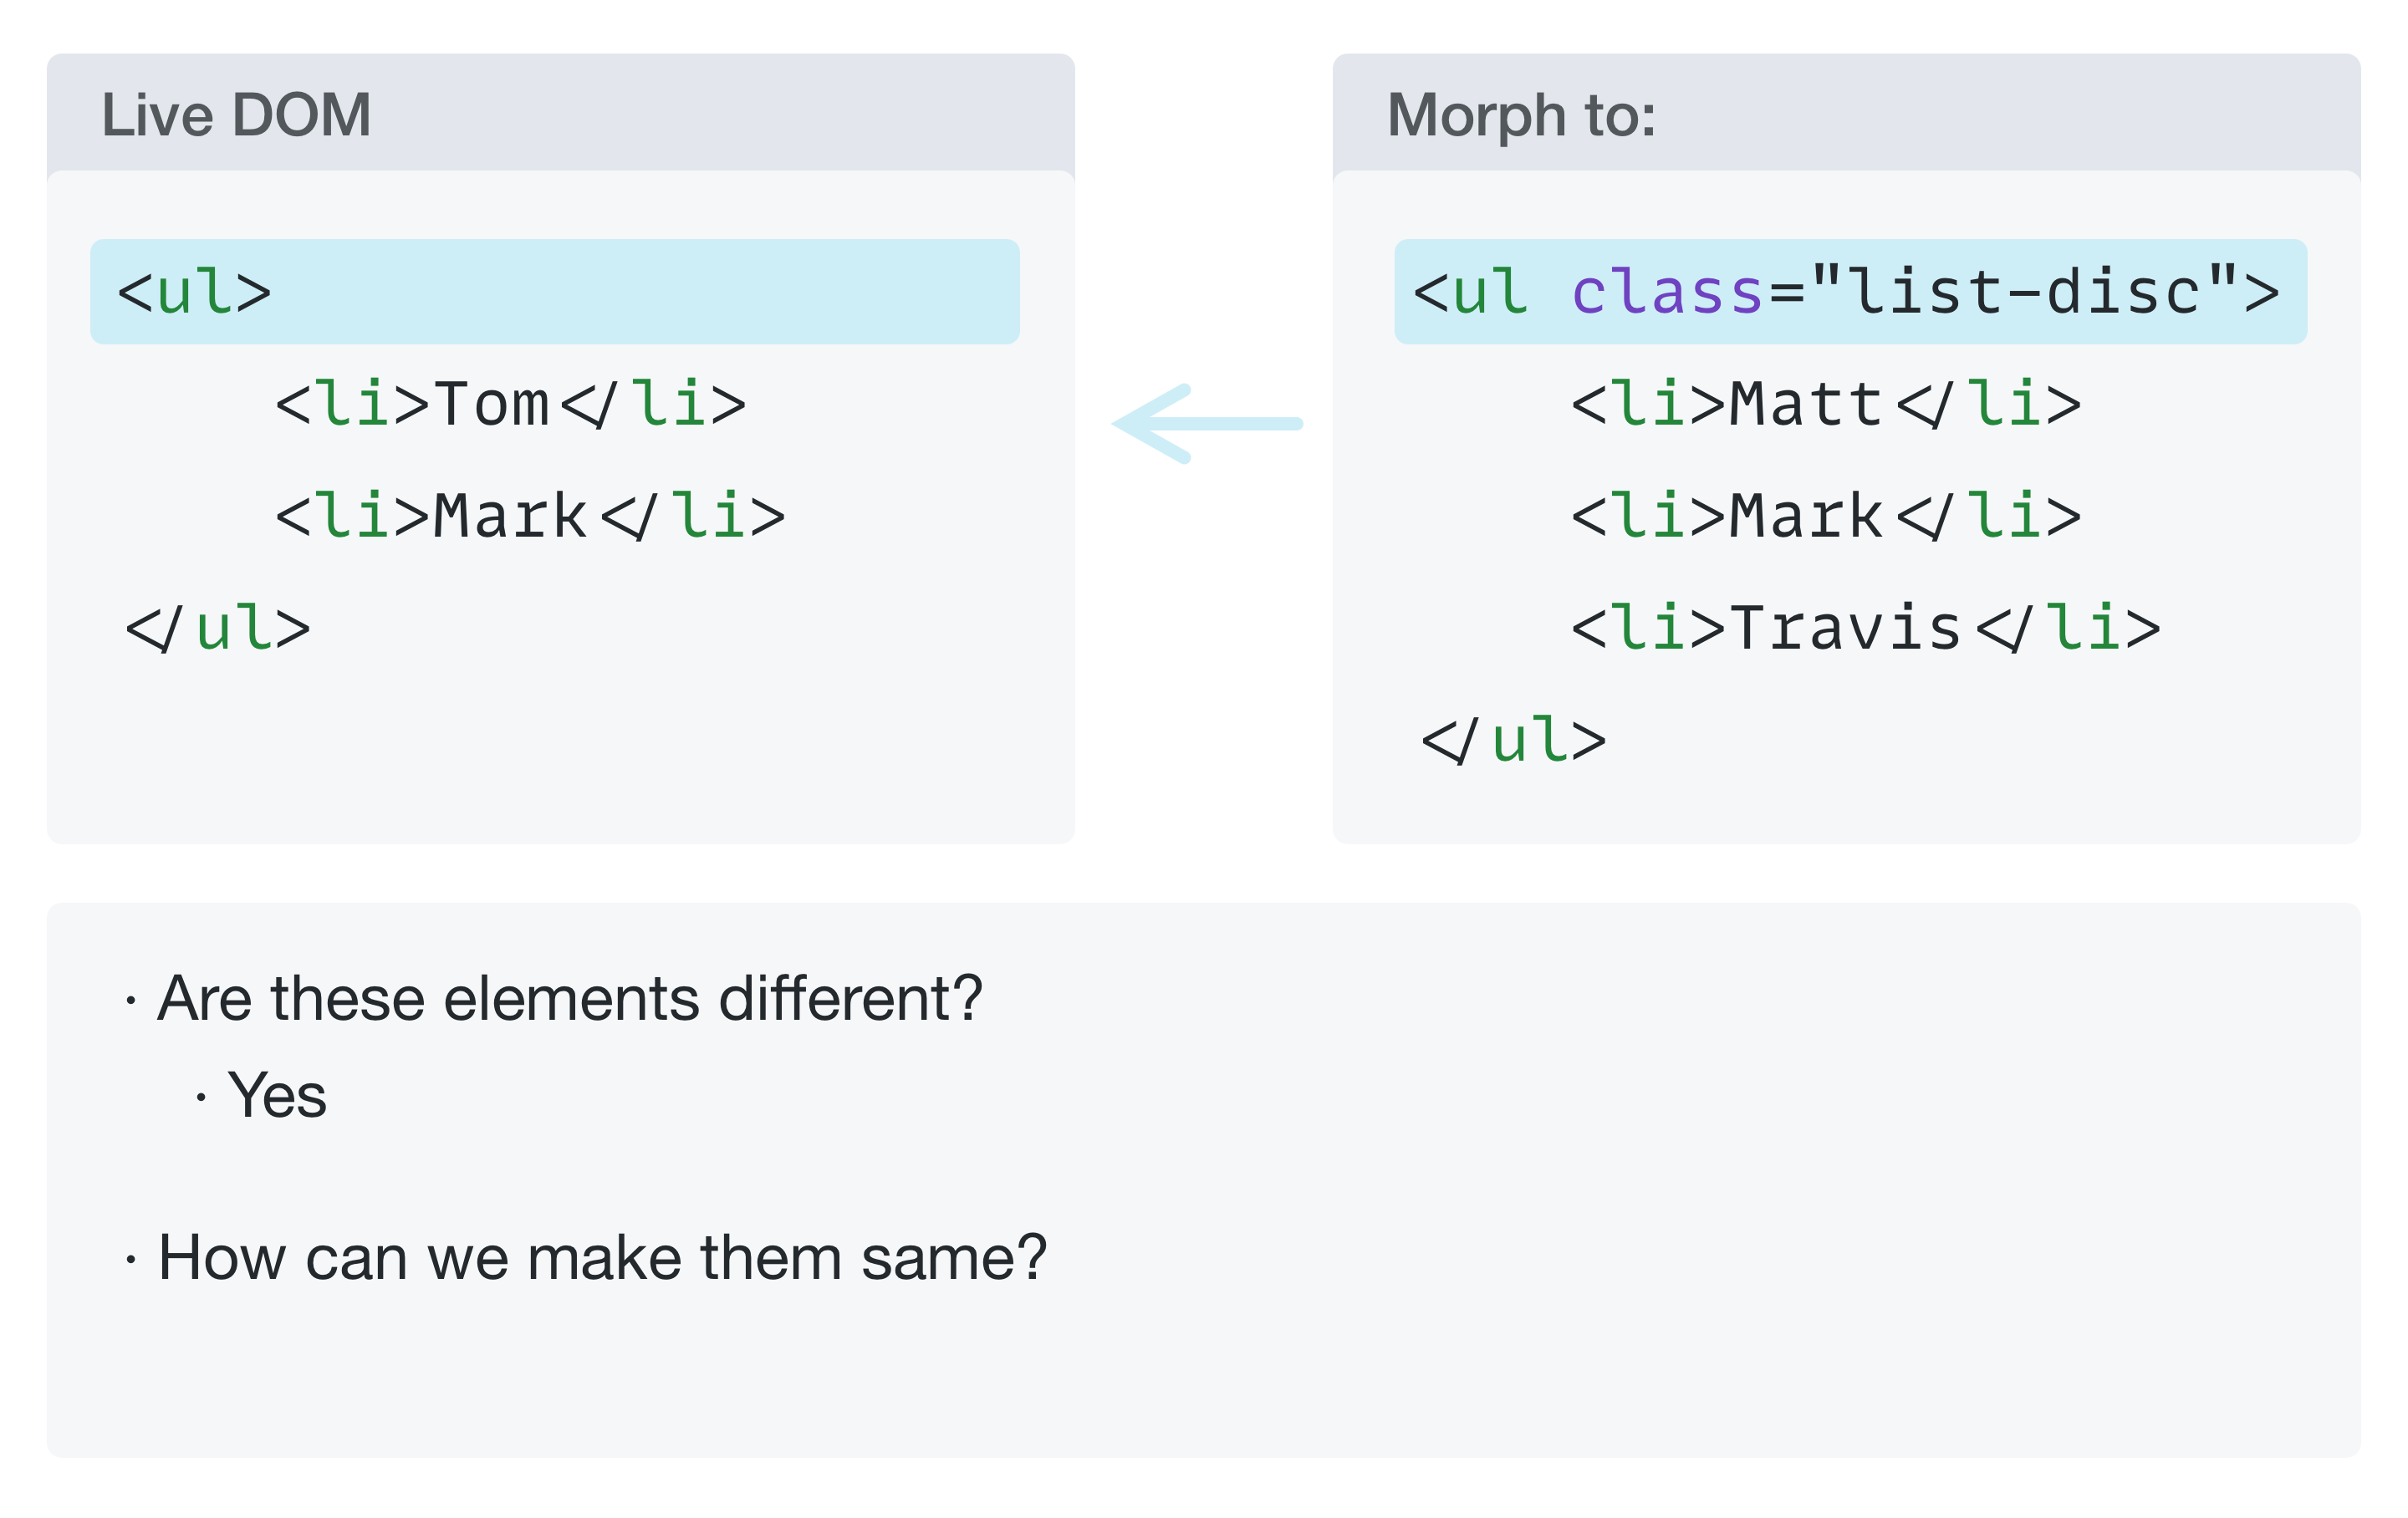 Live DOM
<ul>
<li>Tom</li>
<li>Mark</li>
</ul>
Morph to:
<ul class="list-disc">
<li>Matt</li>
<li>Mark</li>
<li>Travis</li>
</ul>
· Are these elements different?
· Yes
· How can we make them same?